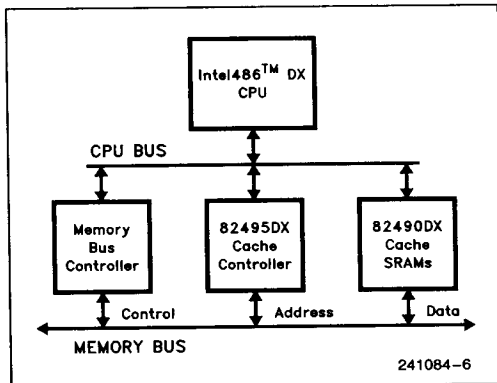 Intel486™ DX
CPU
CPU BUS
Memory
Bus
Controller
82495DX
Cache
Controller
82490DX
Cache
SRAMs
Control
Address
Data
MEMORY BUS
241084-6